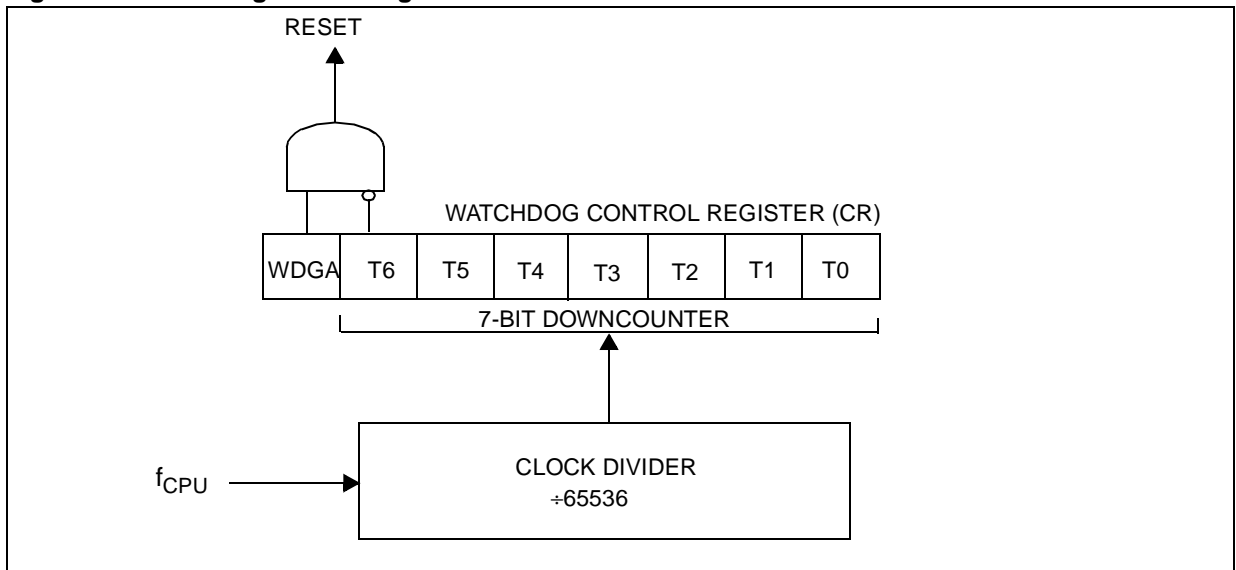 RESET
WATCHDOG CONTROL REGISTER (CR)
WDGA T6 T5 T4 T3 T2 T1 T0
7-BIT DOWNCOUNTER
fCPU
CLOCK DIVIDER
÷65536